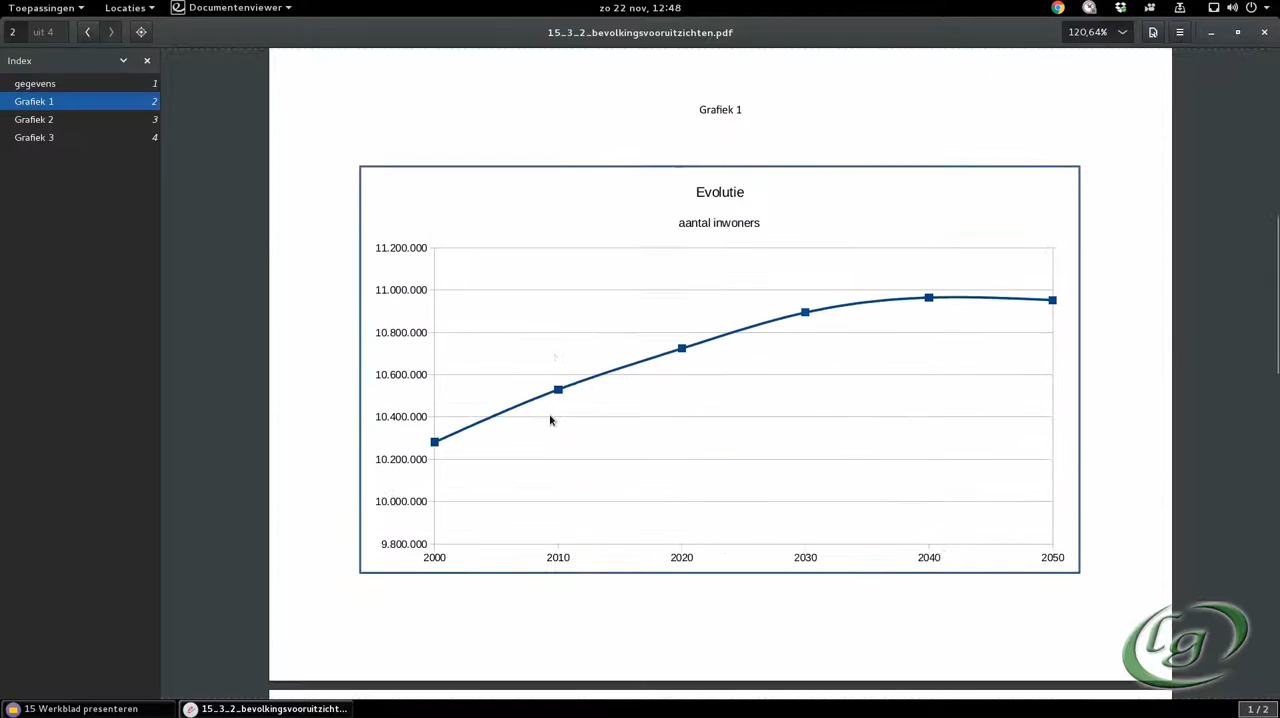 Toepassingen
Locaties
Documentenviewer
zo 22 nov, 12:48
2 uit 4
15_3_2_bevolkingsvooruitzichten.pdf
120,64%
Index
gegevens 1
Grafiek 1 2
Grafiek 2 3
Grafiek 3 4
Grafiek 1
Evolutie
aantal inwoners
11.200.000
11.000.000
10.800.000
10.600.000
10.400.000
10.200.000
10.000.000
9.800.000
2000 2010 2020 2030 2040 2050
lg
15 Werkblad presenteren
15_3_2_bevolkingsvooruitzicht...
1 / 2